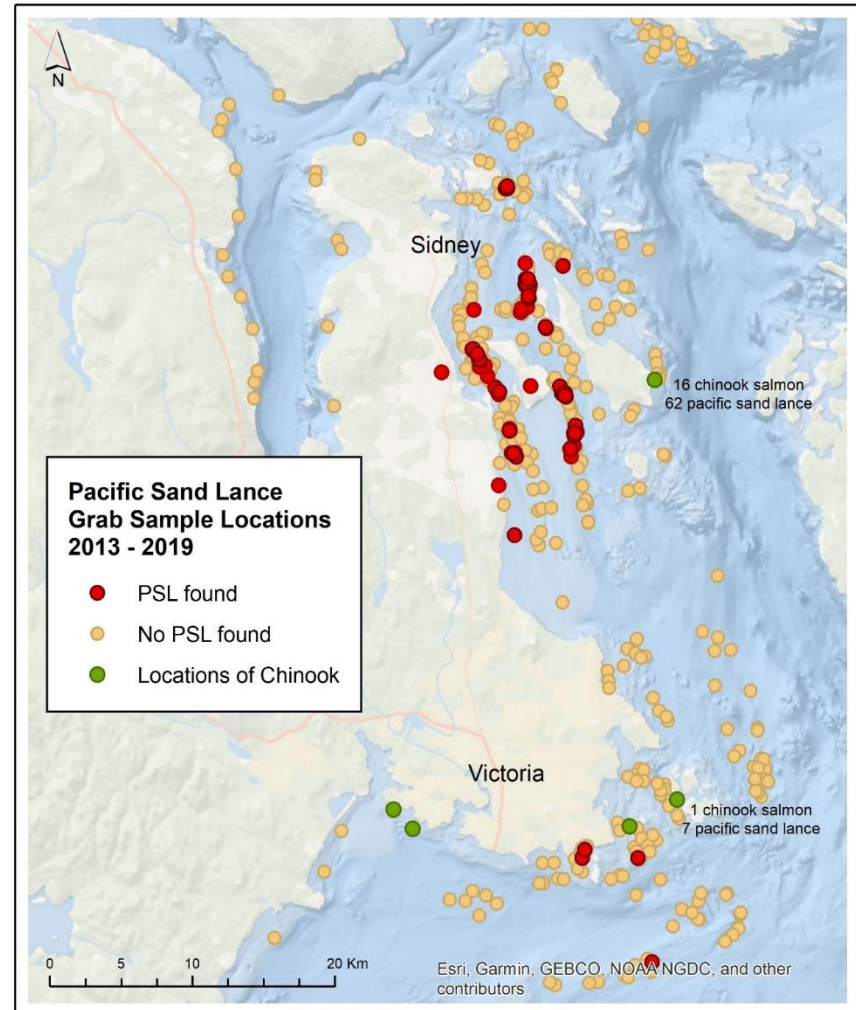 N
Sidney
16 chinook salmon
62 pacific sand lance
Pacific Sand Lance
Grab Sample Locations
2013 - 2019
PSL found
No PSL found
Locations of Chinook
Victoria
1 chinook salmon
7 pacific sand lance
0 5 10 20 Km
Esri, Garmin, GEBCO, NOAA NGDC, and other
contributors